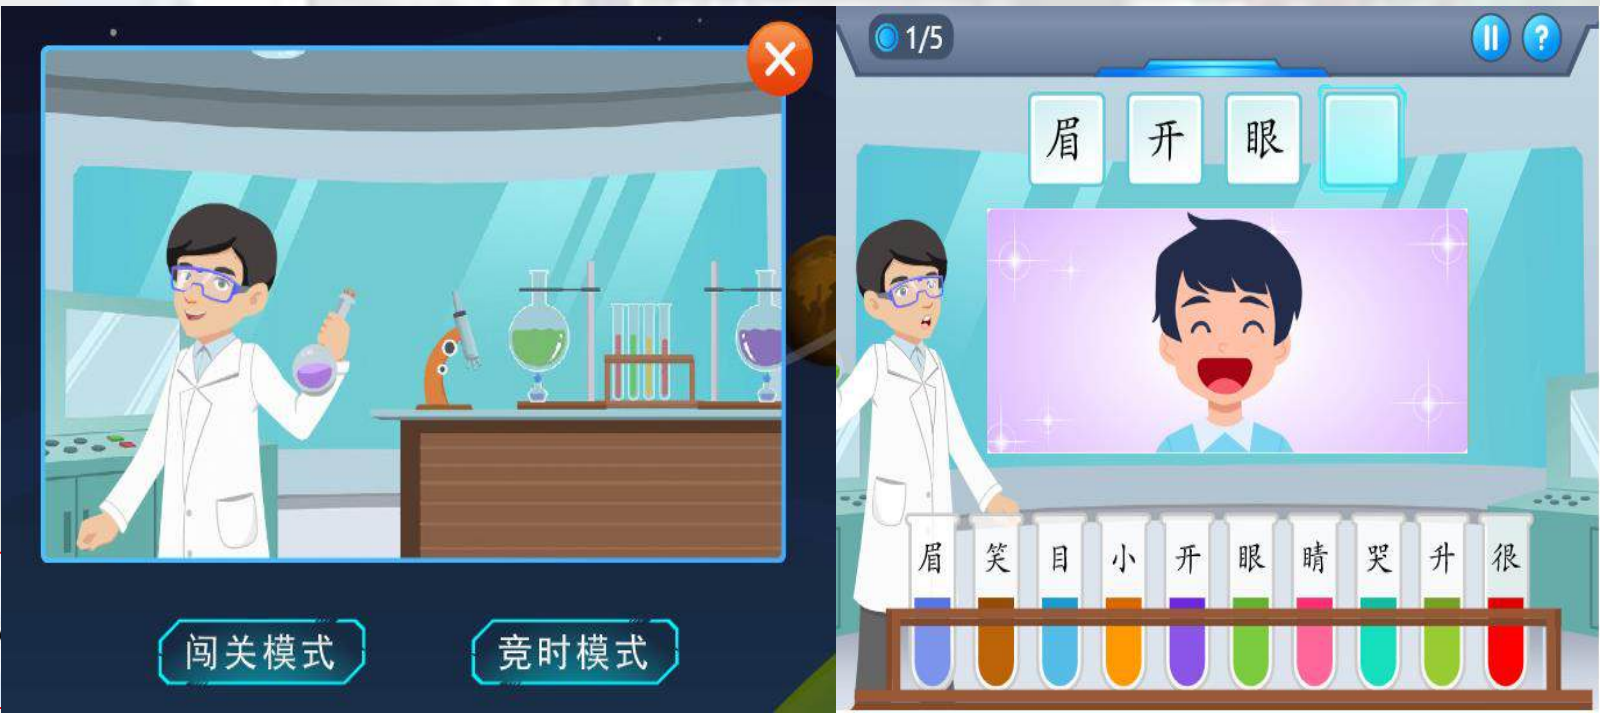 闯关模式
竞时模式
1/5
?
眉 开 眼
眉 笑 目 小 开 眼 睛 哭 升 很